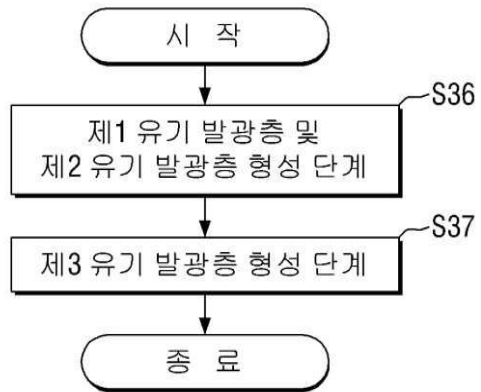 시 작
S36
제1 유기 발광층 및
제2 유기 발광층 형성 단계
S37
제3 유기 발광층 형성 단계
종 료